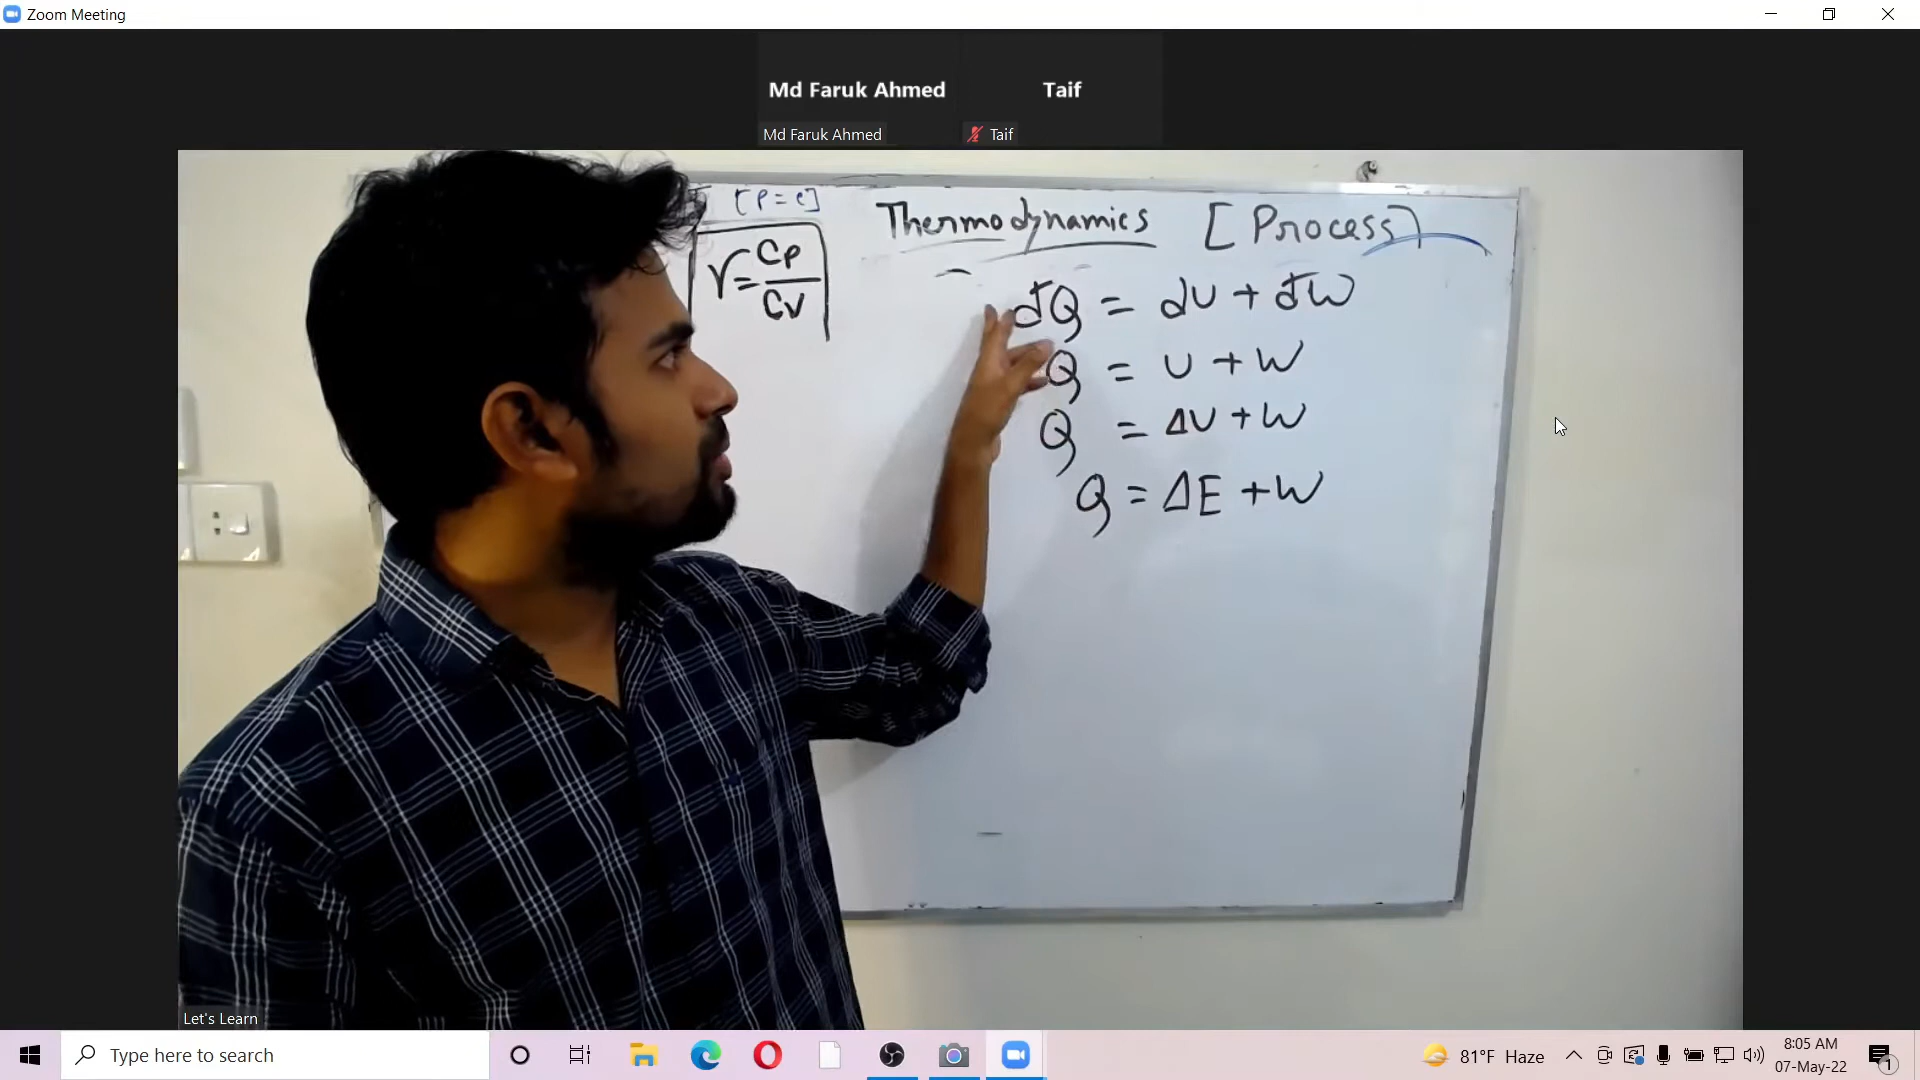 Zoom Meeting
Md Faruk Ahmed
Taif
Md Faruk Ahmed
Taif
[P=c]
γ = Cp/Cv
Thermodynamics [Process]
đQ = dU + đW
Q = U + W
Q = ΔU + W
Q = ΔE + W
Let's Learn
Type here to search
81°F Haze
8:05 AM
07-May-22
1